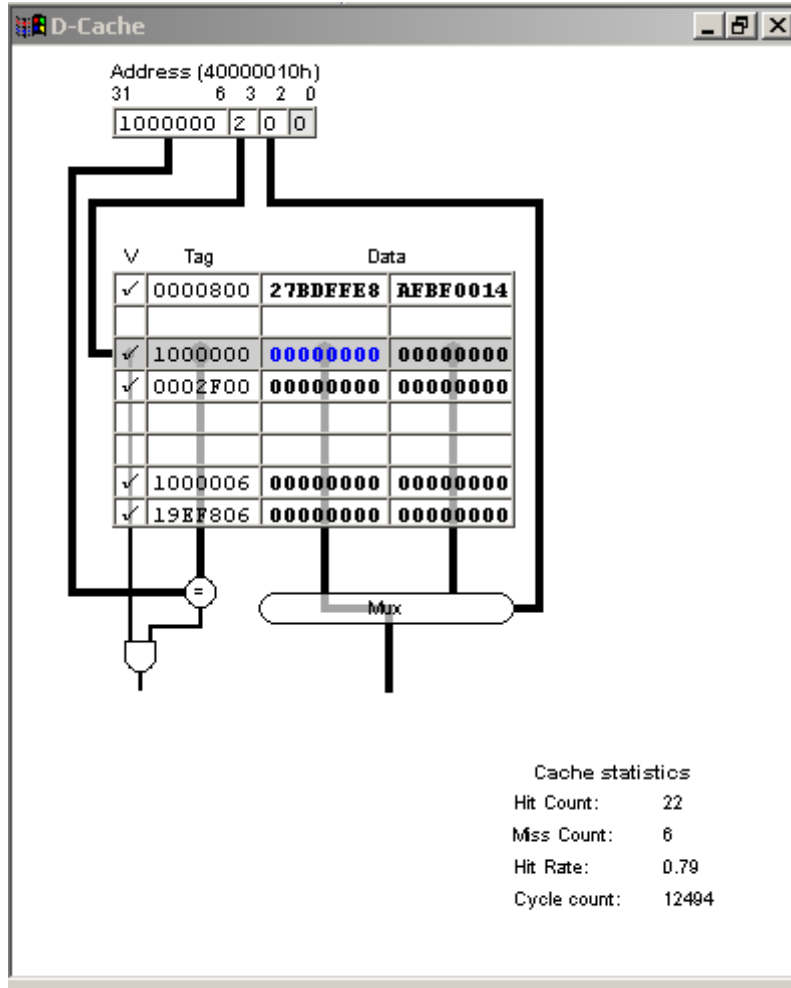 D-Cache
Address (40000010h)
31 6 3 2 0
1000000 2 0 0
V Tag Data
0000800 27BDFFE8 AFBF0014
1000000 00000000 00000000
0002F00 00000000 00000000
1000006 00000000 00000000
19EF806 00000000 00000000
=
Mux
Cache statistics
Hit Count: 22
Miss Count: 6
Hit Rate: 0.79
Cycle count: 12494